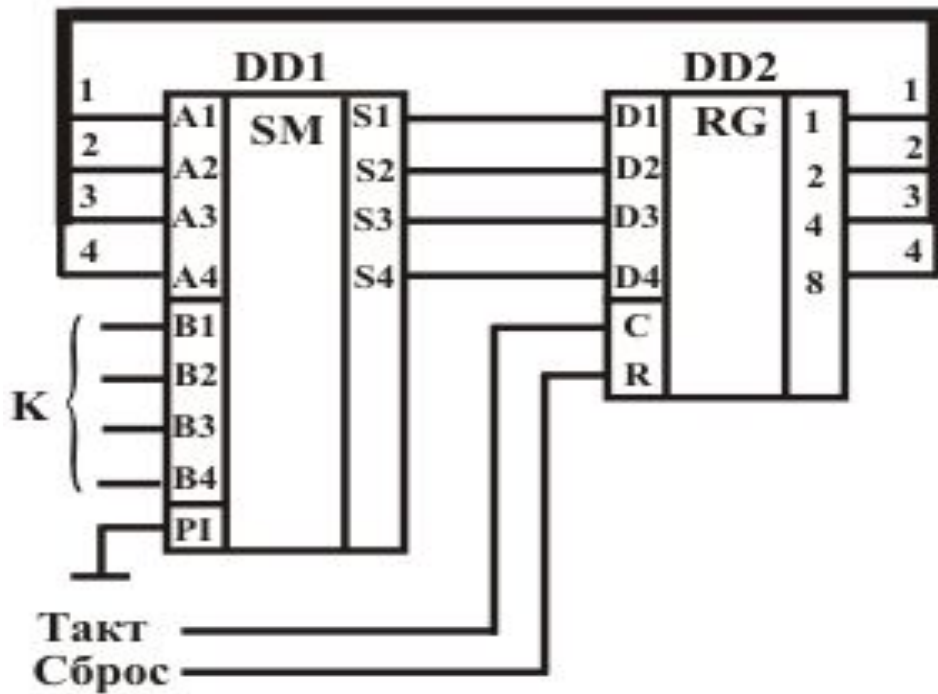 DD1 DD2
1 A1 SM S1 D1 RG 1 1
2 A2 S2 D2 2 2
3 A3 S3 D3 4 3
4 A4 S4 D4 8 4
B1 C
B2 R
K
B3
B4
PI
Такт
Сброс